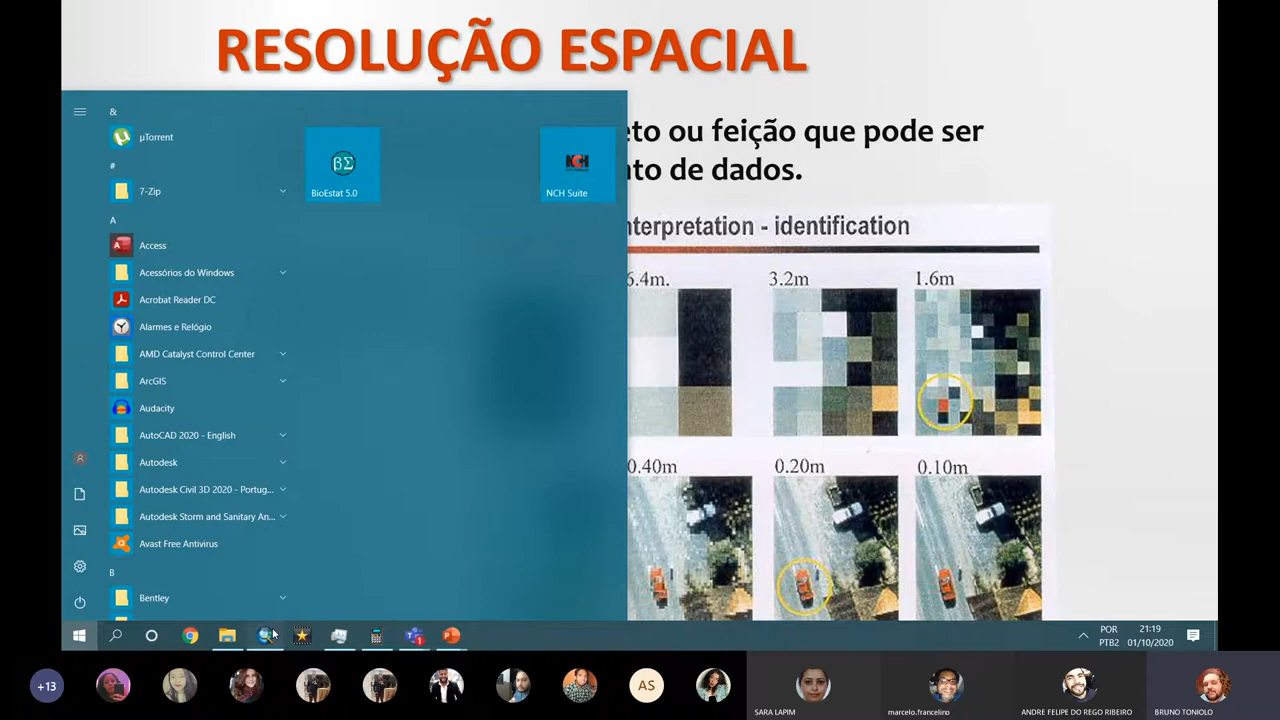 RESOLUÇÃO ESPACIAL
eto ou feição que pode ser
nto de dados.
nterpretation - identification
6.4m.
3.2m
1.6m
0.40m
0.20m
0.10m
&
µTorrent
#
7-Zip
A
Access
Acessórios do Windows
Acrobat Reader DC
Alarmes e Relógio
AMD Catalyst Control Center
ArcGIS
Audacity
AutoCAD 2020 - English
Autodesk
Autodesk Civil 3D 2020 - Portug...
Autodesk Storm and Sanitary An...
Avast Free Antivirus
B
Bentley
βΣ
BioEstat 5.0
NCH
NCH Suite
POR
PTB2
21:19
01/10/2020
+13
AS
SARA LAPIM
marcelo.francelino
ANDRE FELIPE DO REGO RIBEIRO
BRUNO TONIOLO